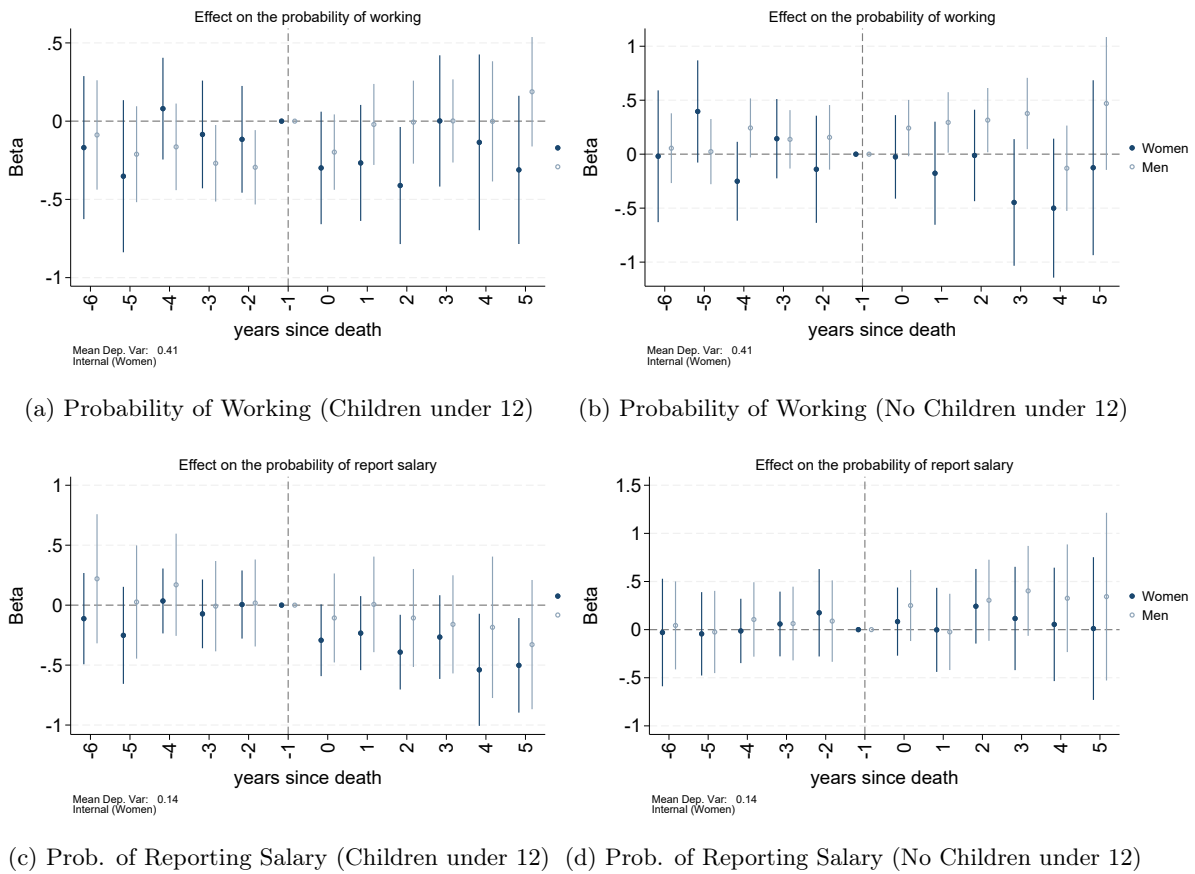 Effect on the probability of working
Beta
.5
0
-.5
-1
-6 -5 -4 -3 -2 -1 0 1 2 3 4 5
years since death
Mean Dep. Var: 0.41
Internal (Women)
(a) Probability of Working (Children under 12)
Effect on the probability of working
Beta
1
.5
0
-.5
-1
-6 -5 -4 -3 -2 -1 0 1 2 3 4 5
years since death
Women
Men
Mean Dep. Var: 0.41
Internal (Women)
(b) Probability of Working (No Children under 12)
Effect on the probability of report salary
Beta
1
.5
0
-.5
-1
-6 -5 -4 -3 -2 -1 0 1 2 3 4 5
years since death
Mean Dep. Var: 0.14
Internal (Women)
(c) Prob. of Reporting Salary (Children under 12)
Effect on the probability of report salary
Beta
1.5
1
.5
0
-.5
-1
-6 -5 -4 -3 -2 -1 0 1 2 3 4 5
years since death
Women
Men
Mean Dep. Var: 0.14
Internal (Women)
(d) Prob. of Reporting Salary (No Children under 12)